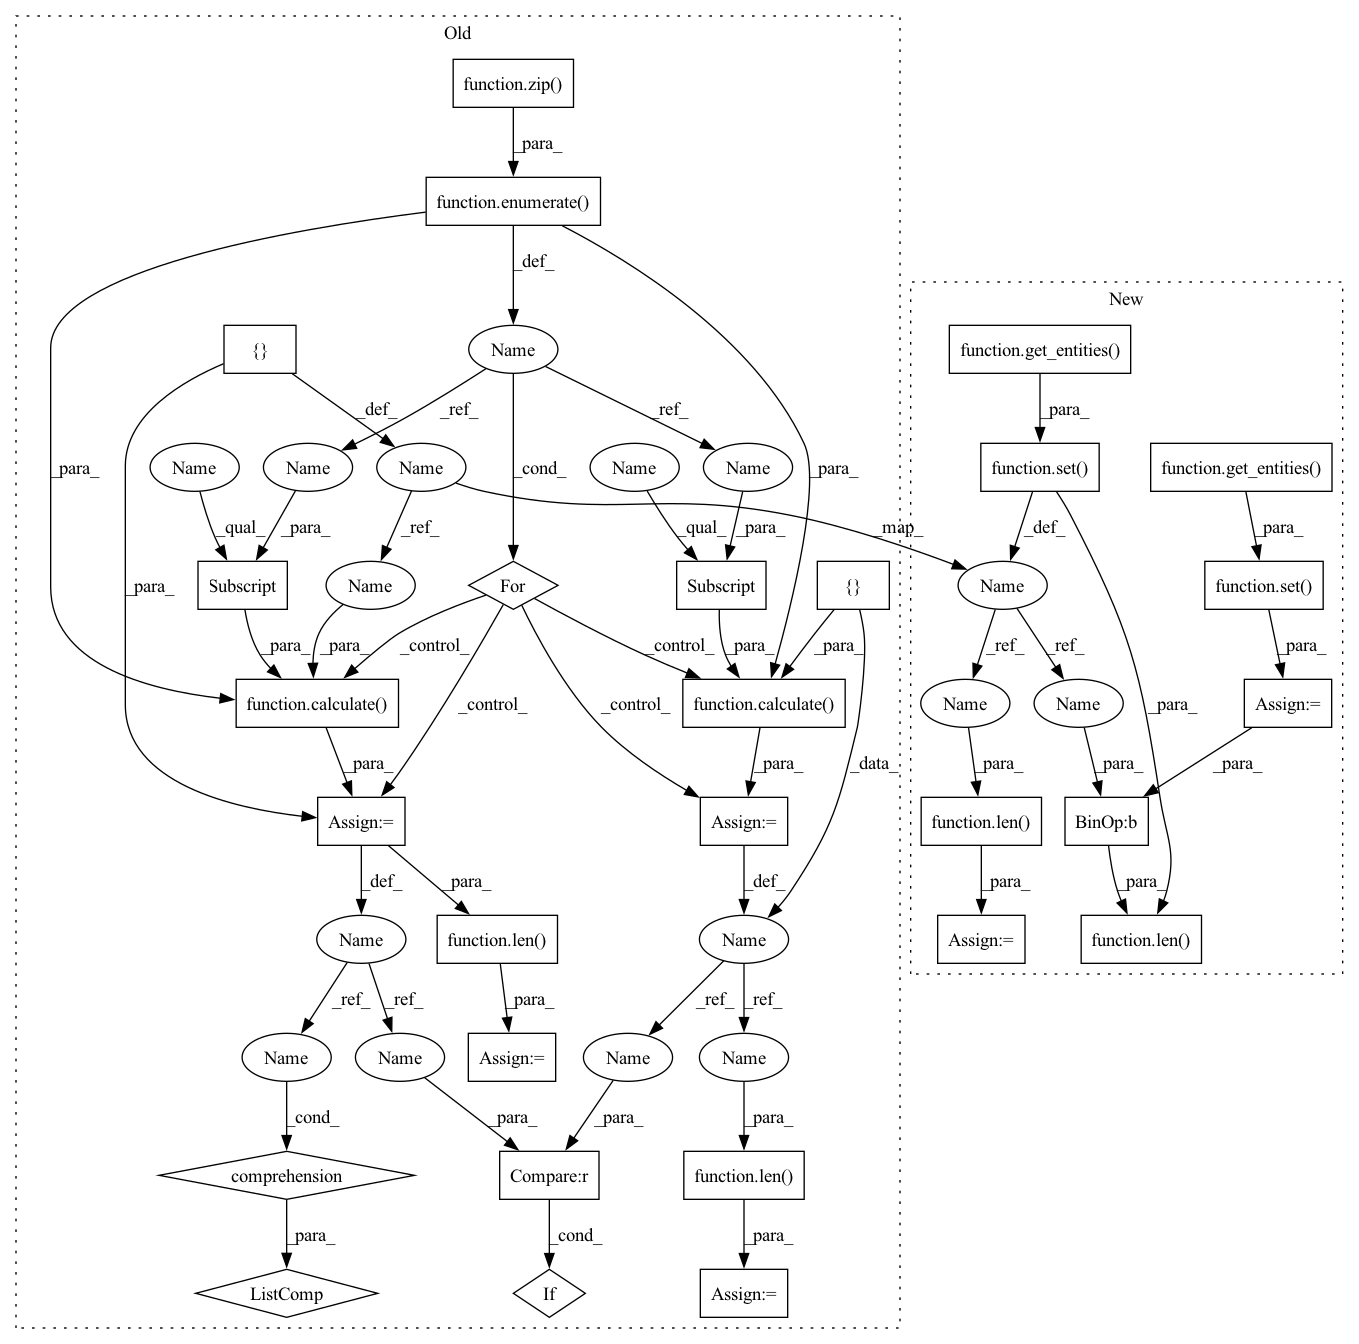 Old
function.zip()
_para_
function.enumerate()
_def_
New
{}
Name
function.get_entities()
_def_
_ref_
_ref_
_para_
Name
Name
Name
Name
Name
function.set()
function.get_entities()
_para_
_cond_
_para_
_qual_
_para_
_ref_
_qual_
_para_
_map_
_def_
_para_
Subscript
Name
For
Subscript
{}
Name
function.set()
_para_
_para_
_para_
_control_
_control_
_para_
_para_
_ref_
_ref_
_para_
function.calculate()
function.calculate()
Name
Name
Assign:=
_control_
_control_
_para_
_para_
_para_
_data_
_para_
_para_
_para_
Assign:=
Assign:=
function.len()
BinOp:b
_def_
_para_
_def_
_para_
_para_
Name
function.len()
Name
Assign:=
function.len()
_ref_
_ref_
_para_
_ref_
_ref_
Name
Name
Assign:=
Name
Name
_cond_
_para_
_para_
_para_
comprehension
Compare:r
function.len()
_para_
_cond_
_para_
ListComp
If
Assign:=